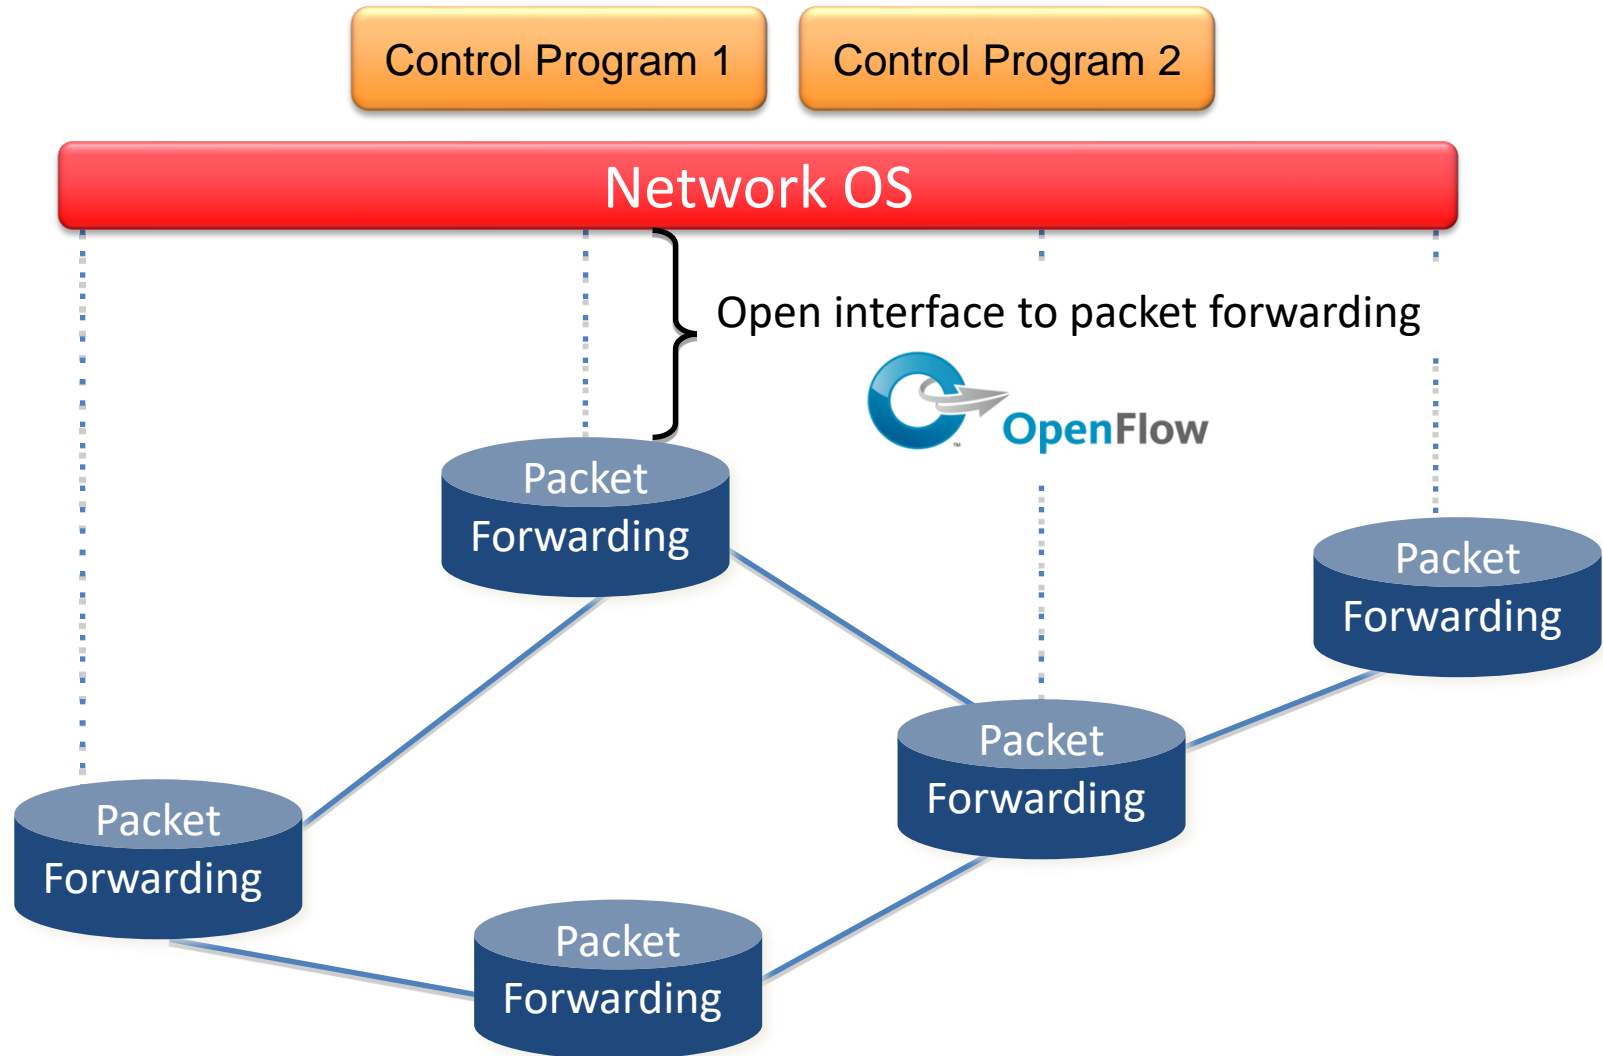 Control Program 1
Control Program 2
Network OS
Open interface to packet forwarding
OpenFlow
™
Packet
Forwarding
Packet
Forwarding
Packet
Forwarding
Packet
Forwarding
Packet
Forwarding